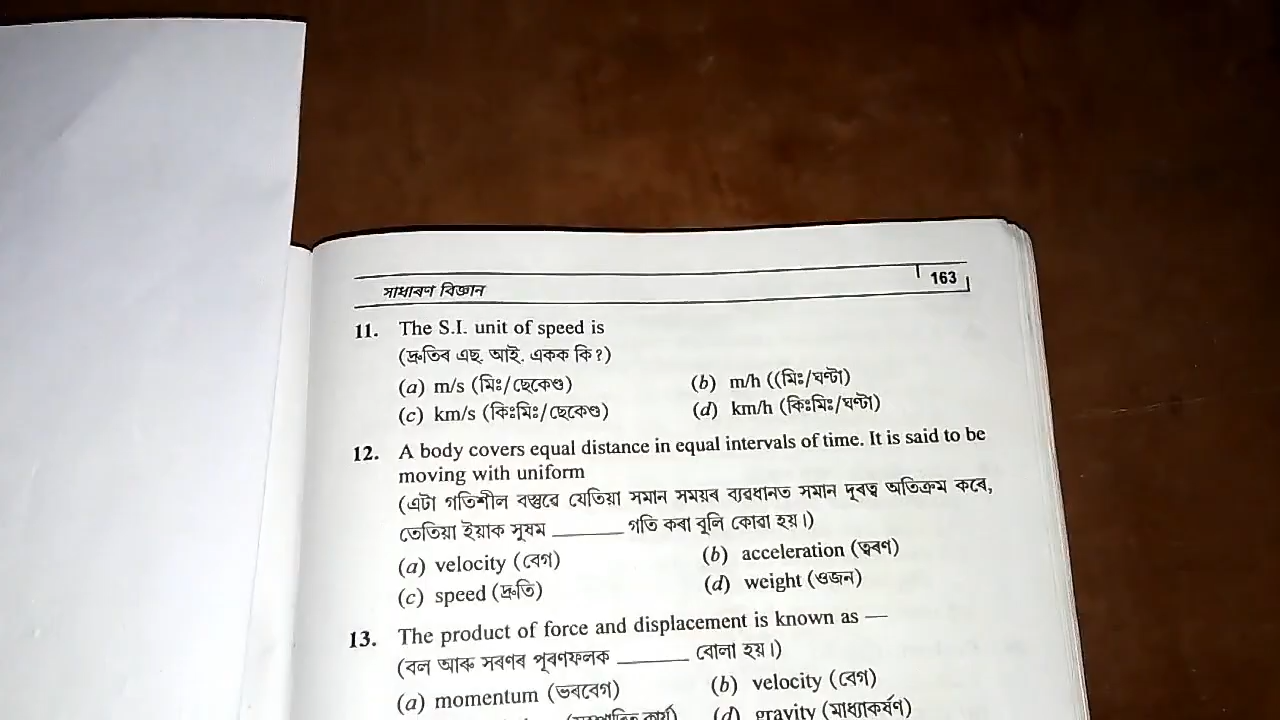 সাধাৰণ বিজ্ঞান
163
11. The S.I. unit of speed is
(দ্ৰুতিৰ এছ. আই. একক কি?)
(a) m/s (মিঃ/ছেকেণ্ড) (b) m/h ((মিঃ/ঘণ্টা)
(c) km/s (কিঃমিঃ/ছেকেণ্ড) (d) km/h (কিঃমিঃ/ঘণ্টা)
12. A body covers equal distance in equal intervals of time. It is said to be
moving with uniform
(এটা গতিশীল বস্তুৱে যেতিয়া সমান সময়ৰ ব্যৱধানত সমান দূৰত্ব অতিক্ৰম কৰে,
তেতিয়া ইয়াক সুষম ______ গতি কৰা বুলি কোৱা হয়।)
(a) velocity (বেগ) (b) acceleration (ত্বৰণ)
(c) speed (দ্ৰুতি) (d) weight (ওজন)
13. The product of force and displacement is known as —
(বল আৰু সৰণৰ পূৰণফলক ______ বোলা হয়।)
(a) momentum (ভৰবেগ) (b) velocity (বেগ)
(d) gravity (মাধ্যাকৰ্ষণ)